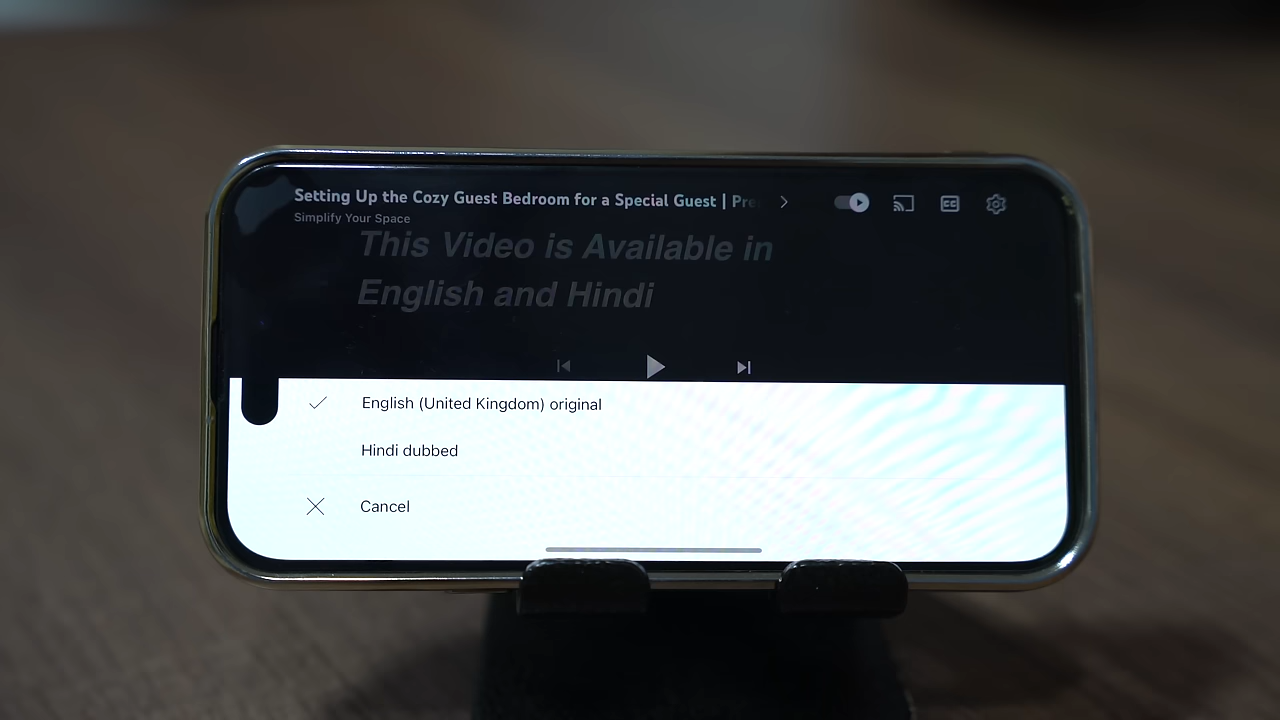 Setting Up the Cozy Guest Bedroom for a Special Guest | Pre
Simplify Your Space
CC
This Video is Available in
English and Hindi
English (United Kingdom) original
Hindi dubbed
Cancel